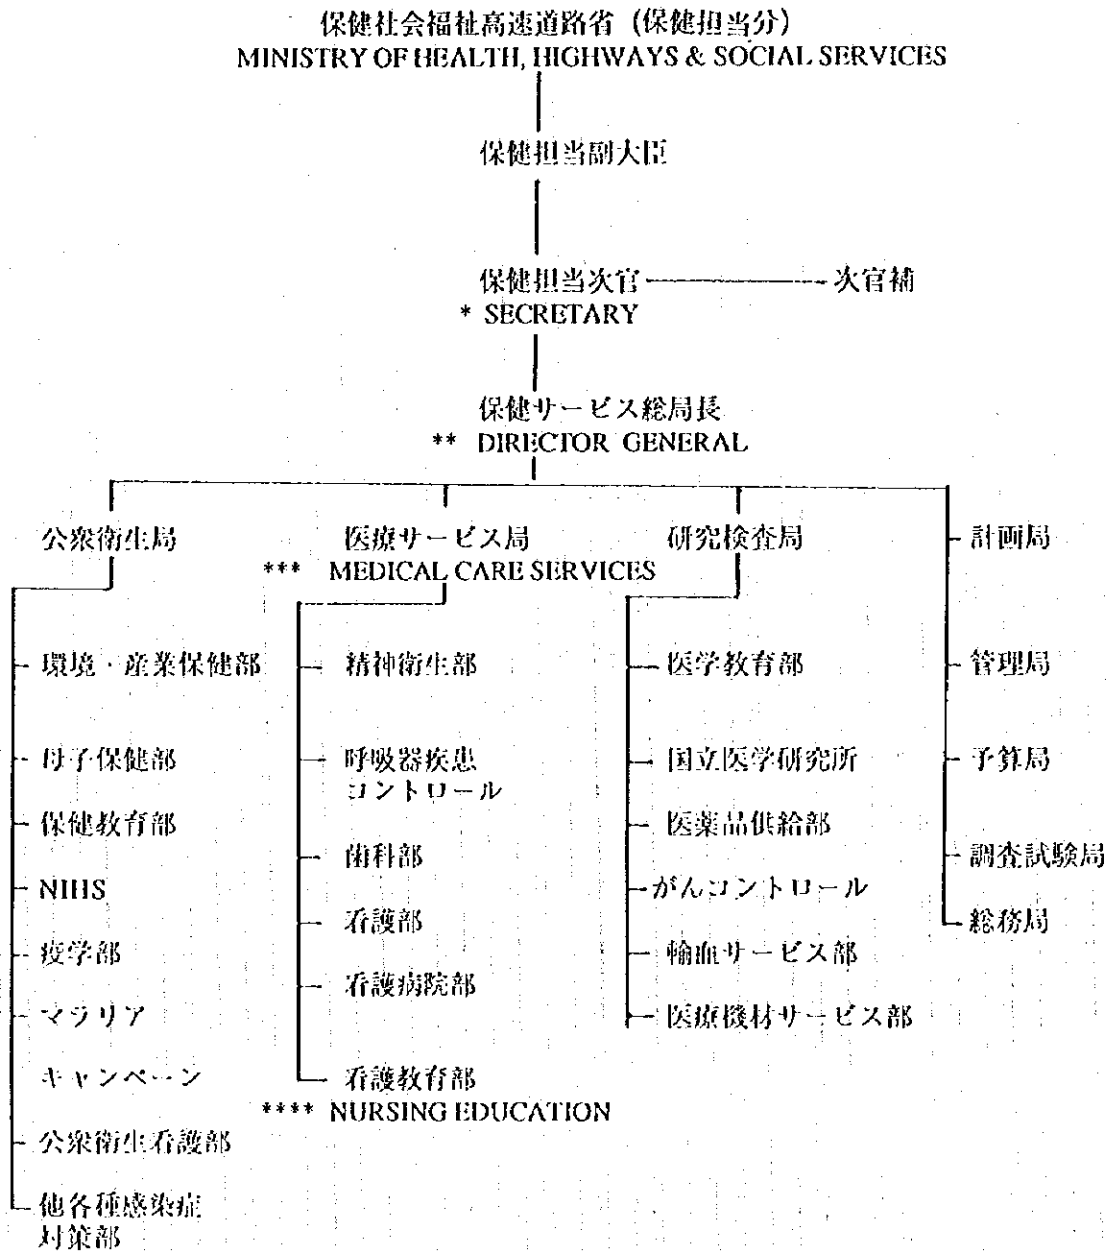 保健社会福祉高速道路省 (保健担当分)
MINISTRY OF HEALTH, HIGHWAYS & SOCIAL SERVICES
保健担当副大臣
保健担当次官 次官補
* SECRETARY
保健サービス総局長
** DIRECTOR GENERAL
公衆衛生局
環境・産業保健部
母子保健部
保健教育部
NIHS
疫学部
マラリア
キャンペーン
公衆衛生看護部
他各種感染症
対策部
医療サービス局
*** MEDICAL CARE SERVICES
精神衛生部
呼吸器疾患
コントロール
歯科部
看護部
看護病院部
看護教育部
**** NURSING EDUCATION
研究検査局
医学教育部
国立医学研究所
医薬品供給部
がんコントロール
輸血サービス部
医療機材サービス部
計画局
管理局
予算局
調査試験局
総務局